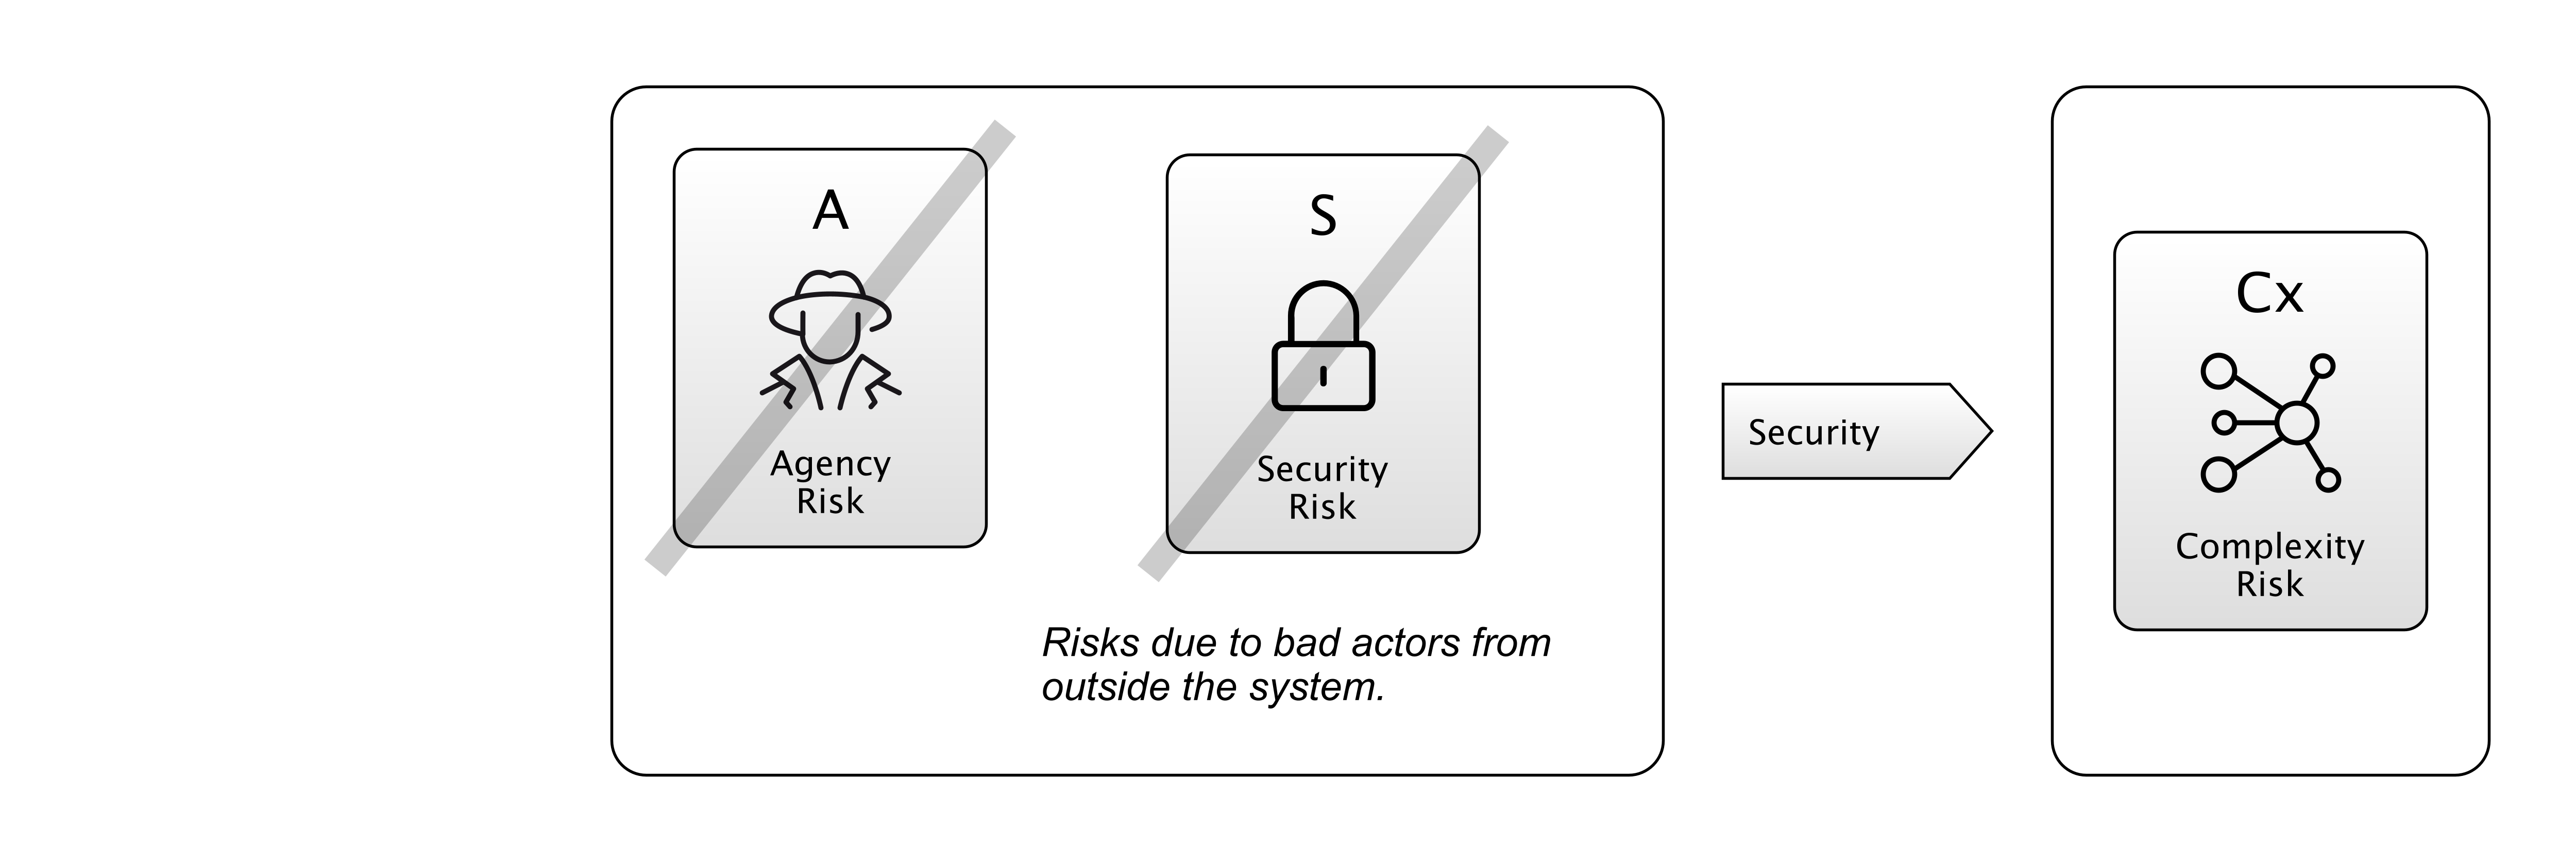 A
Agency
Risk
S
Security
Risk
Risks due to bad actors from
outside the system.
Security
Cx
Complexity
Risk